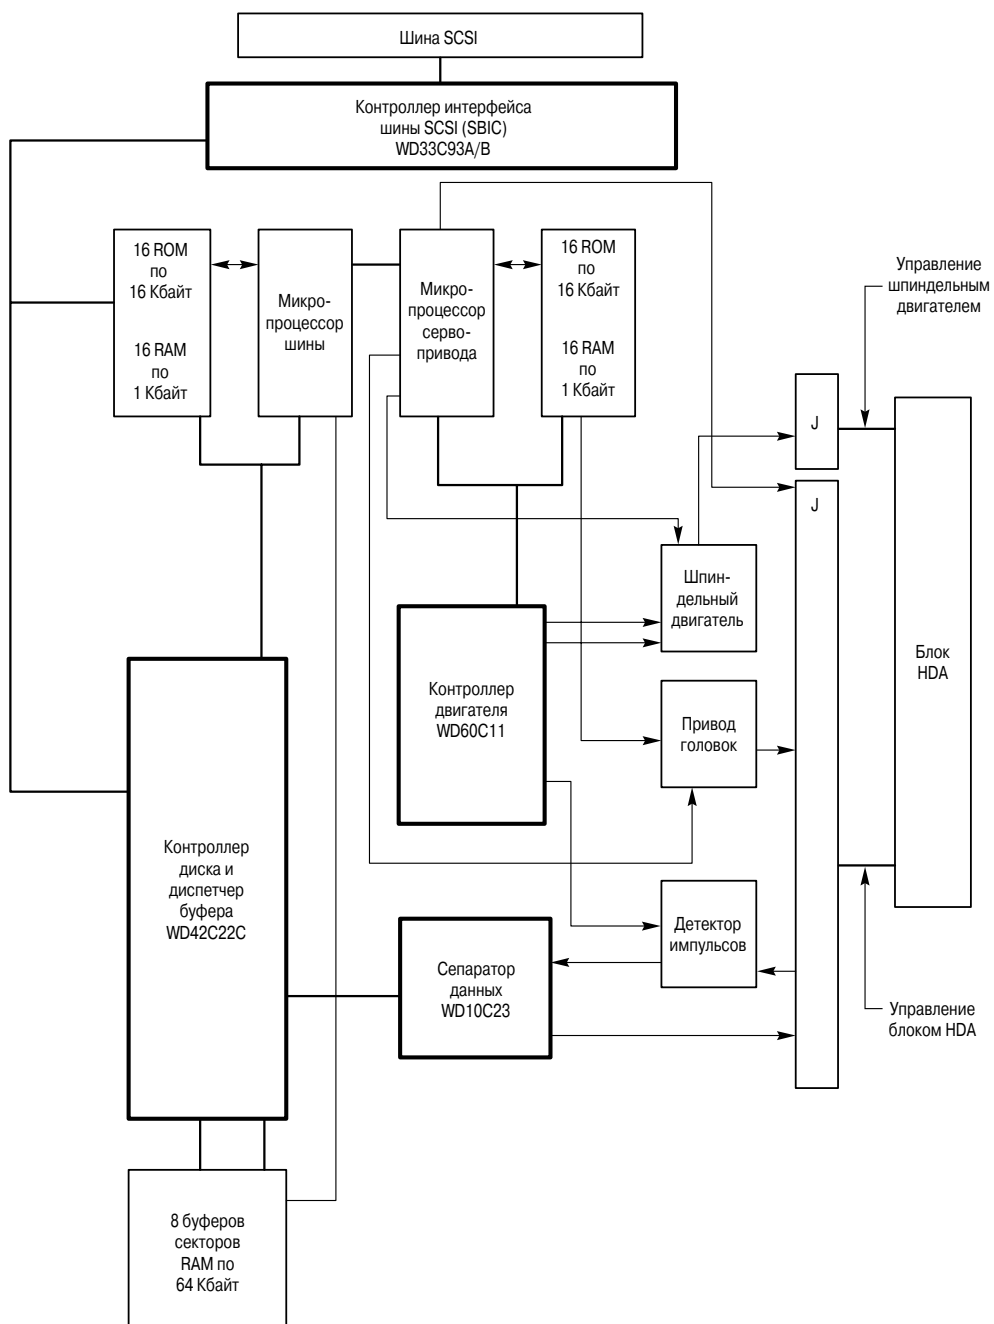 Шина SCSI
Контроллер интерфейса
шины SCSI (SBIC)
WD33C93A/B
16 ROM
по
16 Кбайт
16 RAM
по
1 Кбайт
Микро-
процессор
шины
Микро-
процессор
серво-
привода
16 ROM
по
16 Кбайт
16 RAM
по
1 Кбайт
Управление
шпиндельным
двигателем
J
J
Шпин-
дельный
двигатель
Блок
HDA
Контроллер
двигателя
WD60C11
Привод
головок
Контроллер
диска и
диспетчер
буфера
WD42C22C
Детектор
импульсов
Сепаратор
данных
WD10C23
Управление
блоком HDA
8 буферов
секторов
RAM по
64 Кбайт